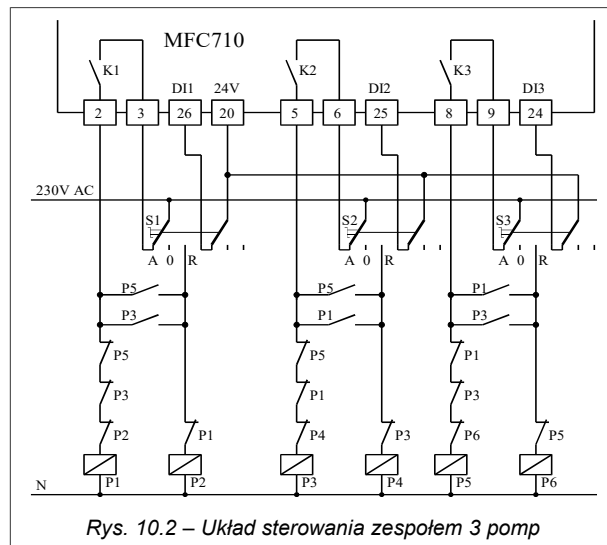 MFC710
K1 K2 K3
DI1 24V DI2 DI3
2 3 26 20 5 6 25 8 9 24
230V AC
S1 S2 S3
A 0 R A 0 R A 0 R
P5 P5 P1
P3 P1 P3
P5 P5 P1
P3 P1 P3
P2 P1 P4 P3 P6 P5
N P1 P2 P3 P4 P5 P6
Rys. 10.2 – Układ sterowania zespołem 3 pomp